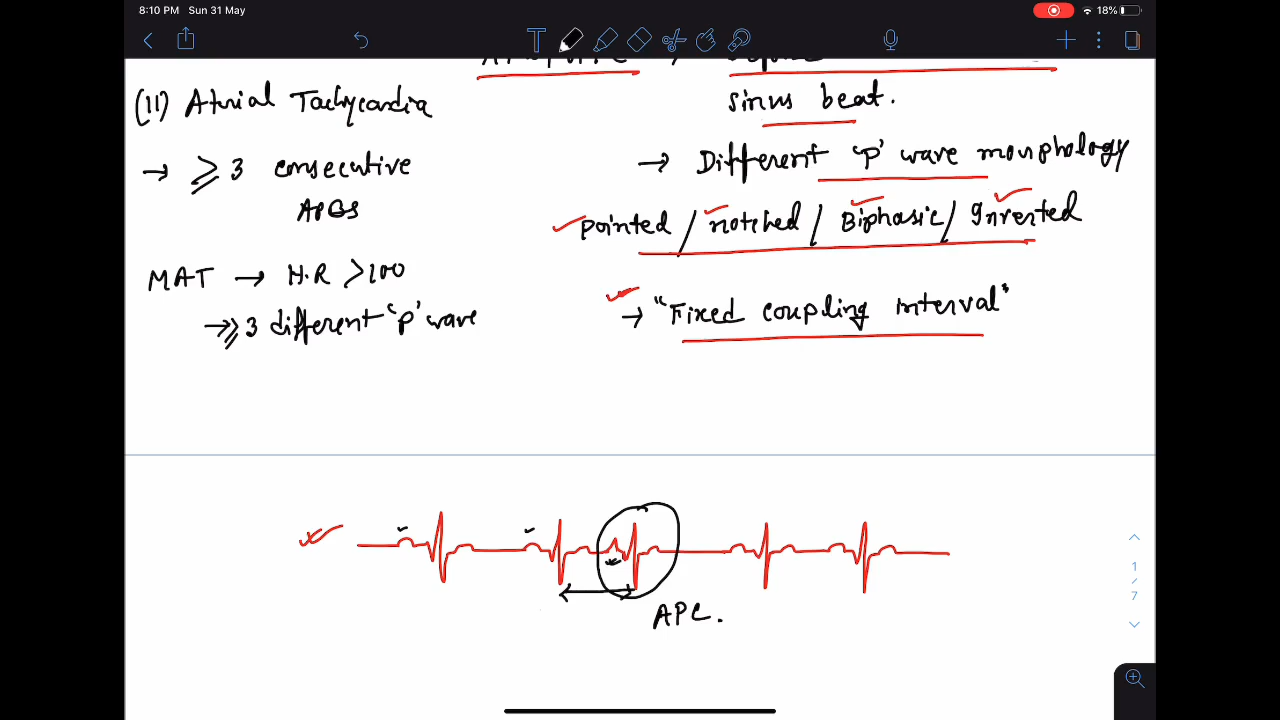 8:10 PM Sun 31 May
18%
T
(11) Atrial Tachycardia
→ ⩾ 3 consecutive
APCS
MAT → H.R >100
→ ⩾ 3 different 'p' wave
sinus beat.
→ Different 'p' wave morphology
pointed / notched / Biphasic / Inverted
→ "Fixed coupling interval"
APC.
1
/
7